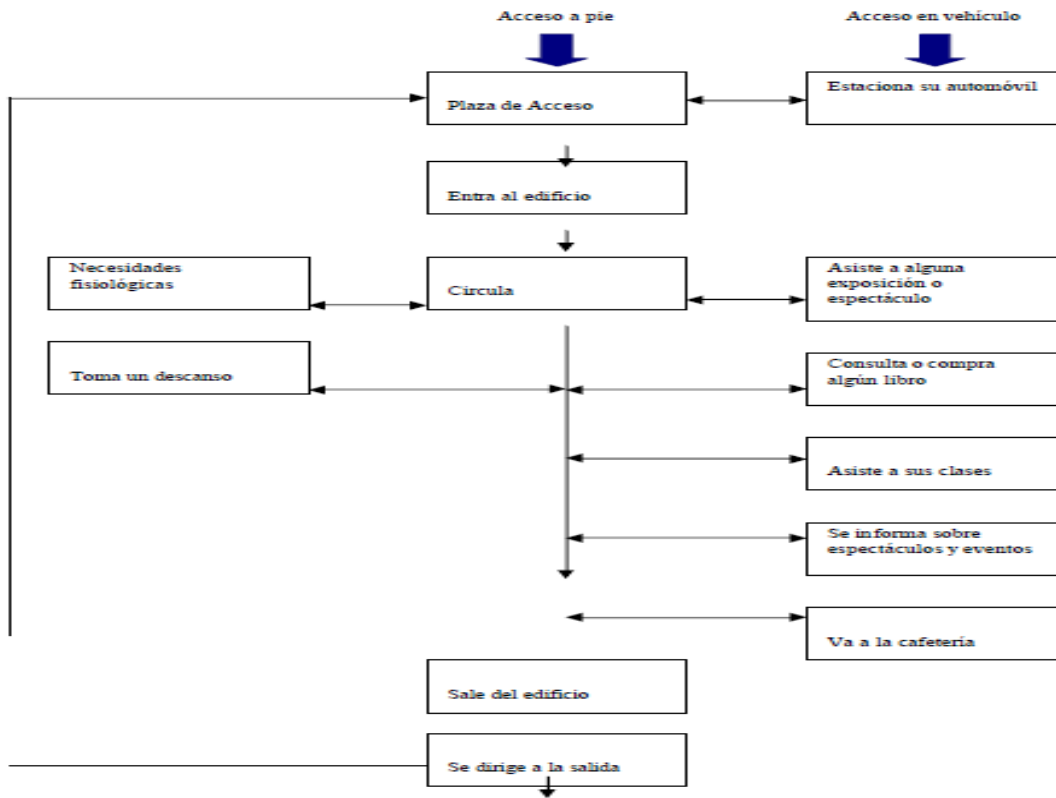 Acceso a pie
Acceso en vehículo
Plaza de Acceso
Estaciona su automóvil
Entra al edificio
Necesidades
fisiológicas
Circula
Asiste a alguna
exposición o
espectáculo
Toma un descanso
Consulta o compra
algún libro
Asiste a sus clases
Se informa sobre
espectáculos y eventos
Va a la cafetería
Sale del edificio
Se dirige a la salida